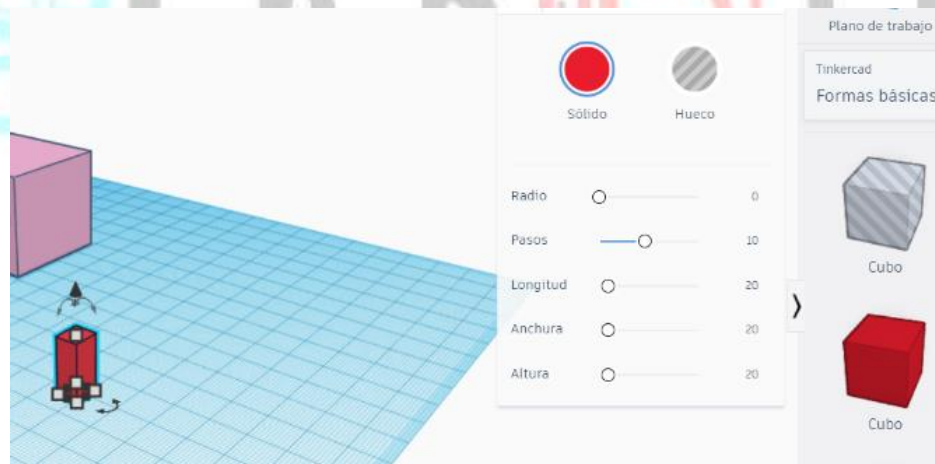 Sólido
Hueco
Radio 0
Pasos 10
Longitud 20
Anchura 20
Altura 20
Plano de trabajo
Tinkercad
Formas básicas
Cubo
Cubo